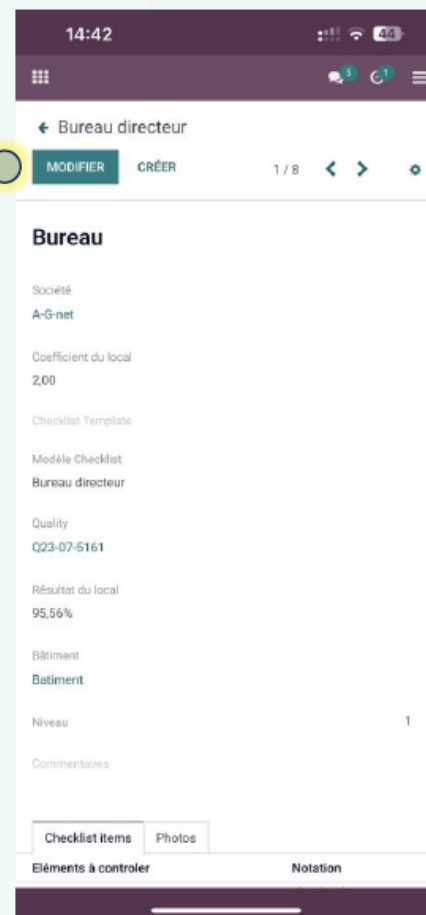 14:42
44
5 1
Bureau directeur
MODIFIER CRÉER 1 / 8
Bureau
Société
A-G-net
Coefficient du local
2,00
Checklist Template
Modèle Checklist
Bureau directeur
Quality
Q23-07-5161
Résultat du local
95,56%
Bâtiment
Batiment
Niveau 1
Commentaires
Checklist items Photos
Eléments à controler Notation